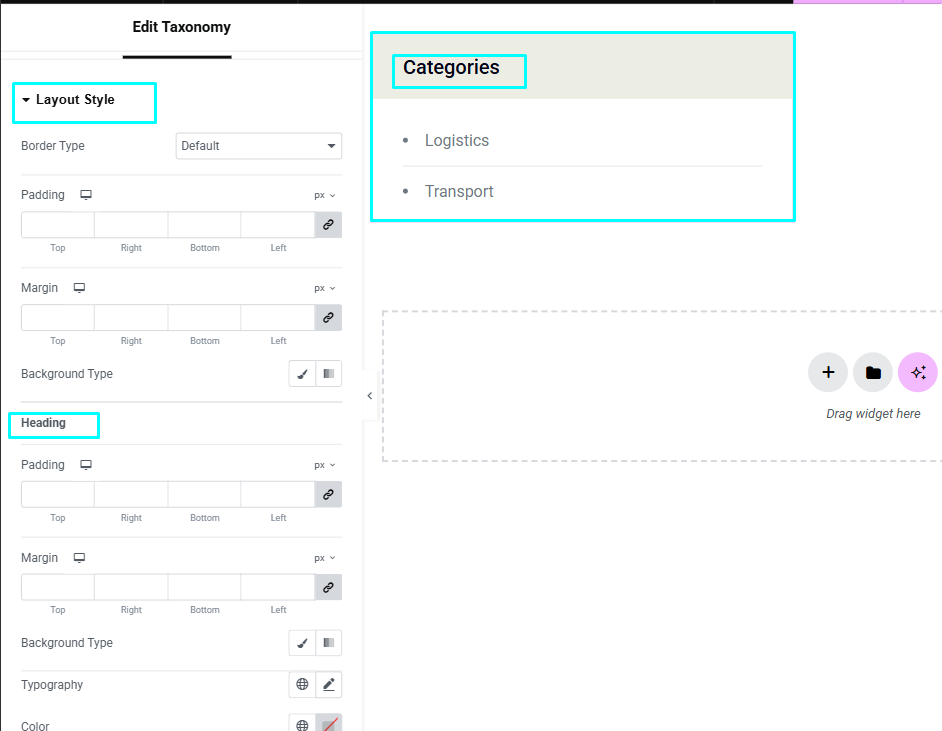 Edit Taxonomy
Layout Style
Border Type Default
Padding px
Top Right Bottom Left
Margin px
Top Right Bottom Left
Background Type
Heading
Padding px
Top Right Bottom Left
Margin px
Top Right Bottom Left
Background Type
Typography
Color
Categories
Logistics
Transport
Drag widget here